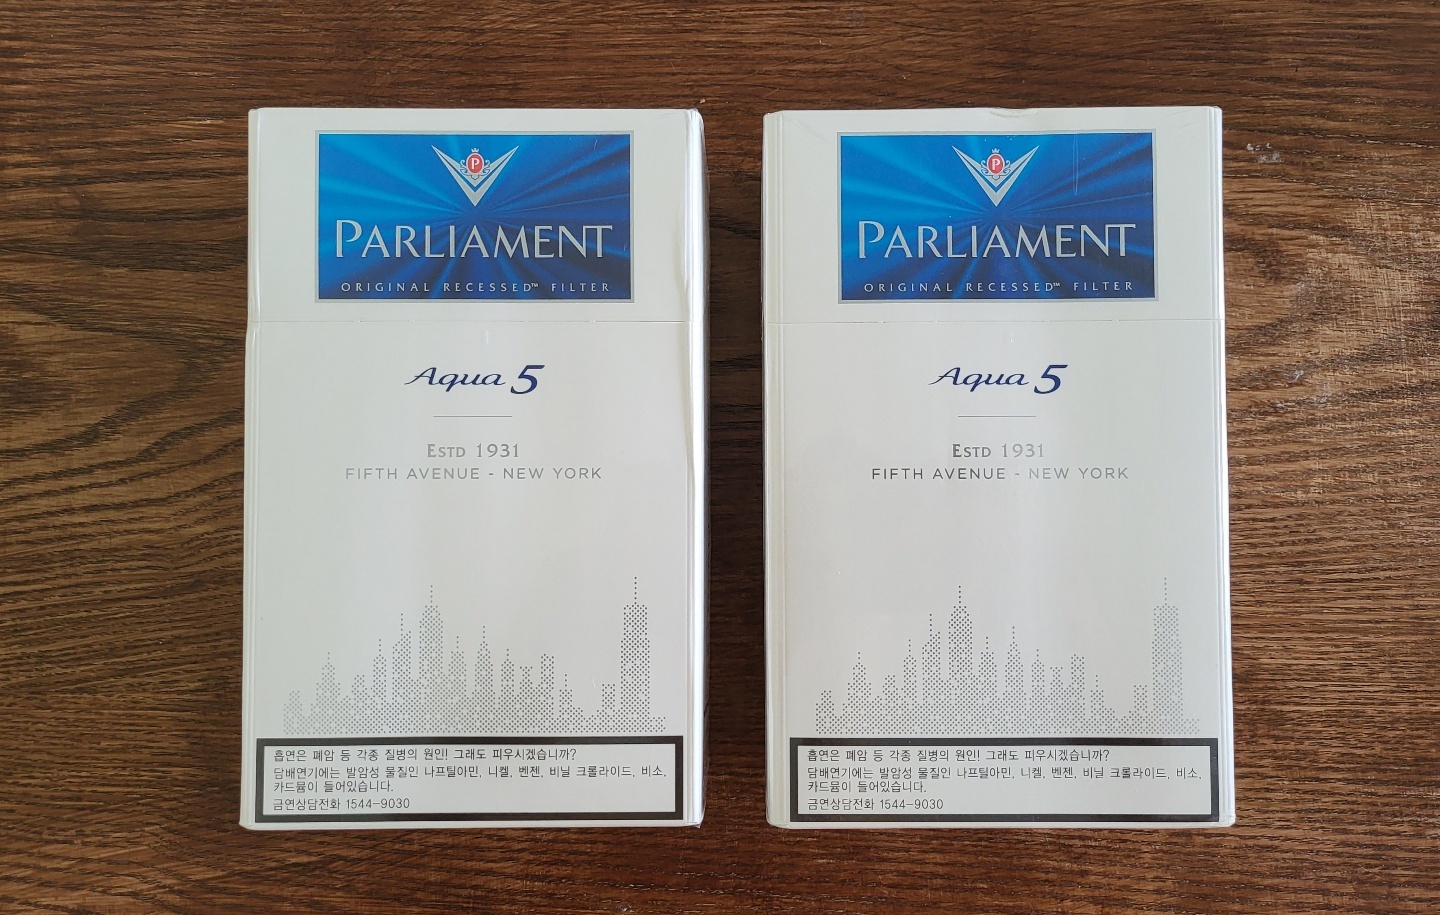 P
PARLIAMENT
ORIGINAL RECESSED™ FILTER
Aqua 5
ESTD 1931
FIFTH AVENUE - NEW YORK
흡연은 폐암 등 각종 질병의 원인! 그래도 피우시겠습니까?
담배연기에는 발암성 물질인 나프틸아민, 니켈, 벤젠, 비닐 크롤라이드, 비소,
카드뮴이 들어있습니다.
금연상담전화 1544-9030
P
PARLIAMENT
ORIGINAL RECESSED™ FILTER
Aqua 5
ESTD 1931
FIFTH AVENUE - NEW YORK
흡연은 폐암 등 각종 질병의 원인! 그래도 피우시겠습니까?
담배연기에는 발암성 물질인 나프틸아민, 니켈, 벤젠, 비닐 크롤라이드, 비소,
카드뮴이 들어있습니다.
금연상담전화 1544-9030